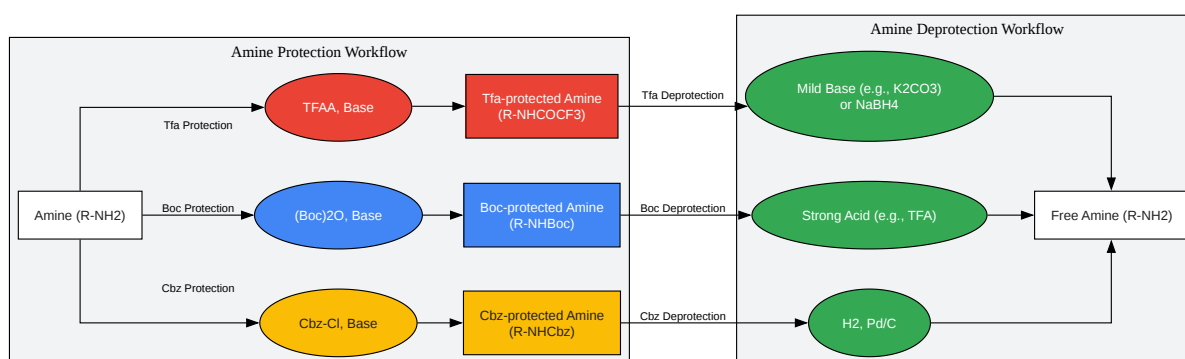 Amine Protection Workflow
Amine Deprotection Workflow
TFAA, Base
Tfa-protected Amine
(R-NHCOCF3)
Tfa Deprotection
Mild Base (e.g., K2CO3)
or NaBH4
Tfa Protection
Amine (R-NH2)
Boc Protection
(Boc)2O, Base
Boc-protected Amine
(R-NHBoc)
Boc Deprotection
Strong Acid (e.g., TFA)
Free Amine (R-NH2)
Cbz Protection
Cbz-Cl, Base
Cbz-protected Amine
(R-NHCbz)
Cbz Deprotection
H2, Pd/C